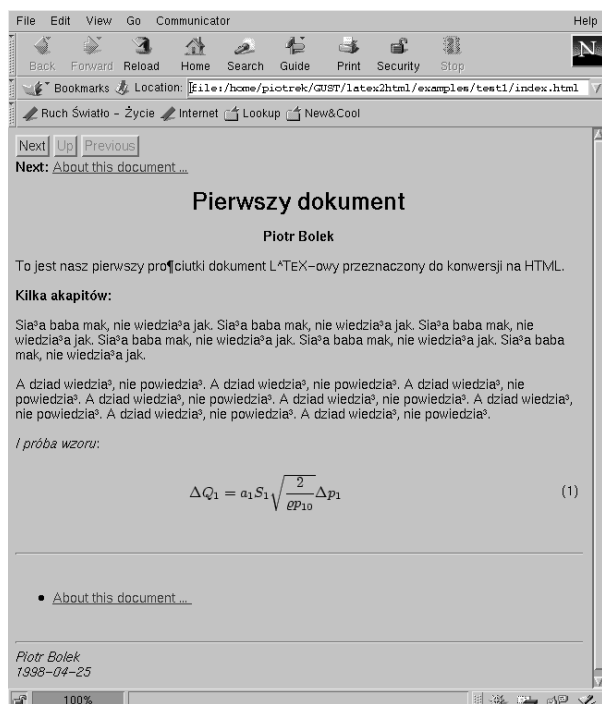 File Edit View Go Communicator Help
Back Forward Reload Home Search Guide Print Security Stop N
Bookmarks Location: file:/home/piotrek/GUST/latex2html/examples/test1/index.html
Ruch Światło – Życie Internet Lookup New&Cool
Next Up Previous
Next: About this document ...
Pierwszy dokument
Piotr Bolek
To jest nasz pierwszy pro¶ciutki dokument LATEX–owy przeznaczony do konwersji na HTML.
Kilka akapitów:
Sia³a baba mak, nie wiedzia³a jak. Sia³a baba mak, nie wiedzia³a jak. Sia³a baba mak, nie
wiedzia³a jak. Sia³a baba mak, nie wiedzia³a jak. Sia³a baba mak, nie wiedzia³a jak. Sia³a baba
mak, nie wiedzia³a jak.
A dziad wiedzia³, nie powiedzia³. A dziad wiedzia³, nie powiedzia³. A dziad wiedzia³, nie
powiedzia³. A dziad wiedzia³, nie powiedzia³. A dziad wiedzia³, nie powiedzia³. A dziad wiedzia³,
nie powiedzia³. A dziad wiedzia³, nie powiedzia³. A dziad wiedzia³, nie powiedzia³.
I próba wzoru:
ΔQ₁ = a₁S₁√(2/ϱp₁₀)Δp₁ (1)
• About this document ...
Piotr Bolek
1998–04–25
100%